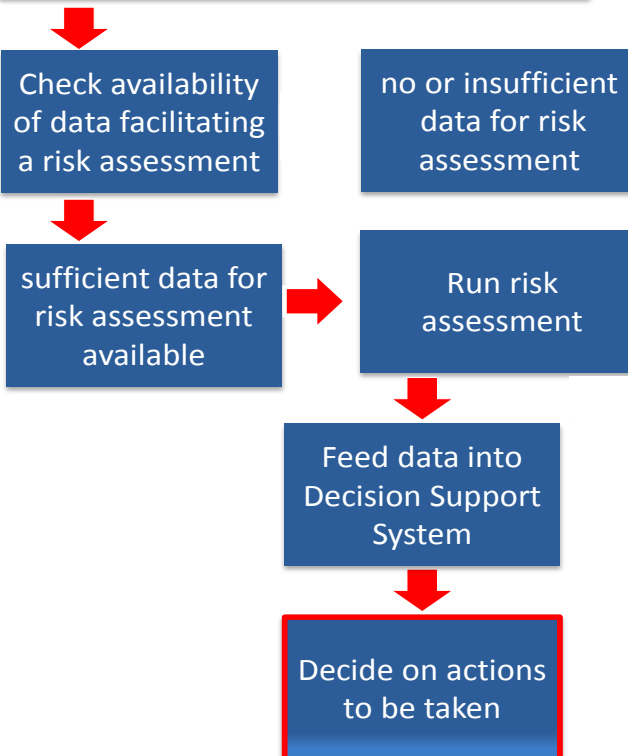 Check availability
of data facilitating
a risk assessment
no or insufficient
data for risk
assessment
sufficient data for
risk assessment
available
Run risk
assessment
Feed data into
Decision Support
System
Decide on actions
to be taken